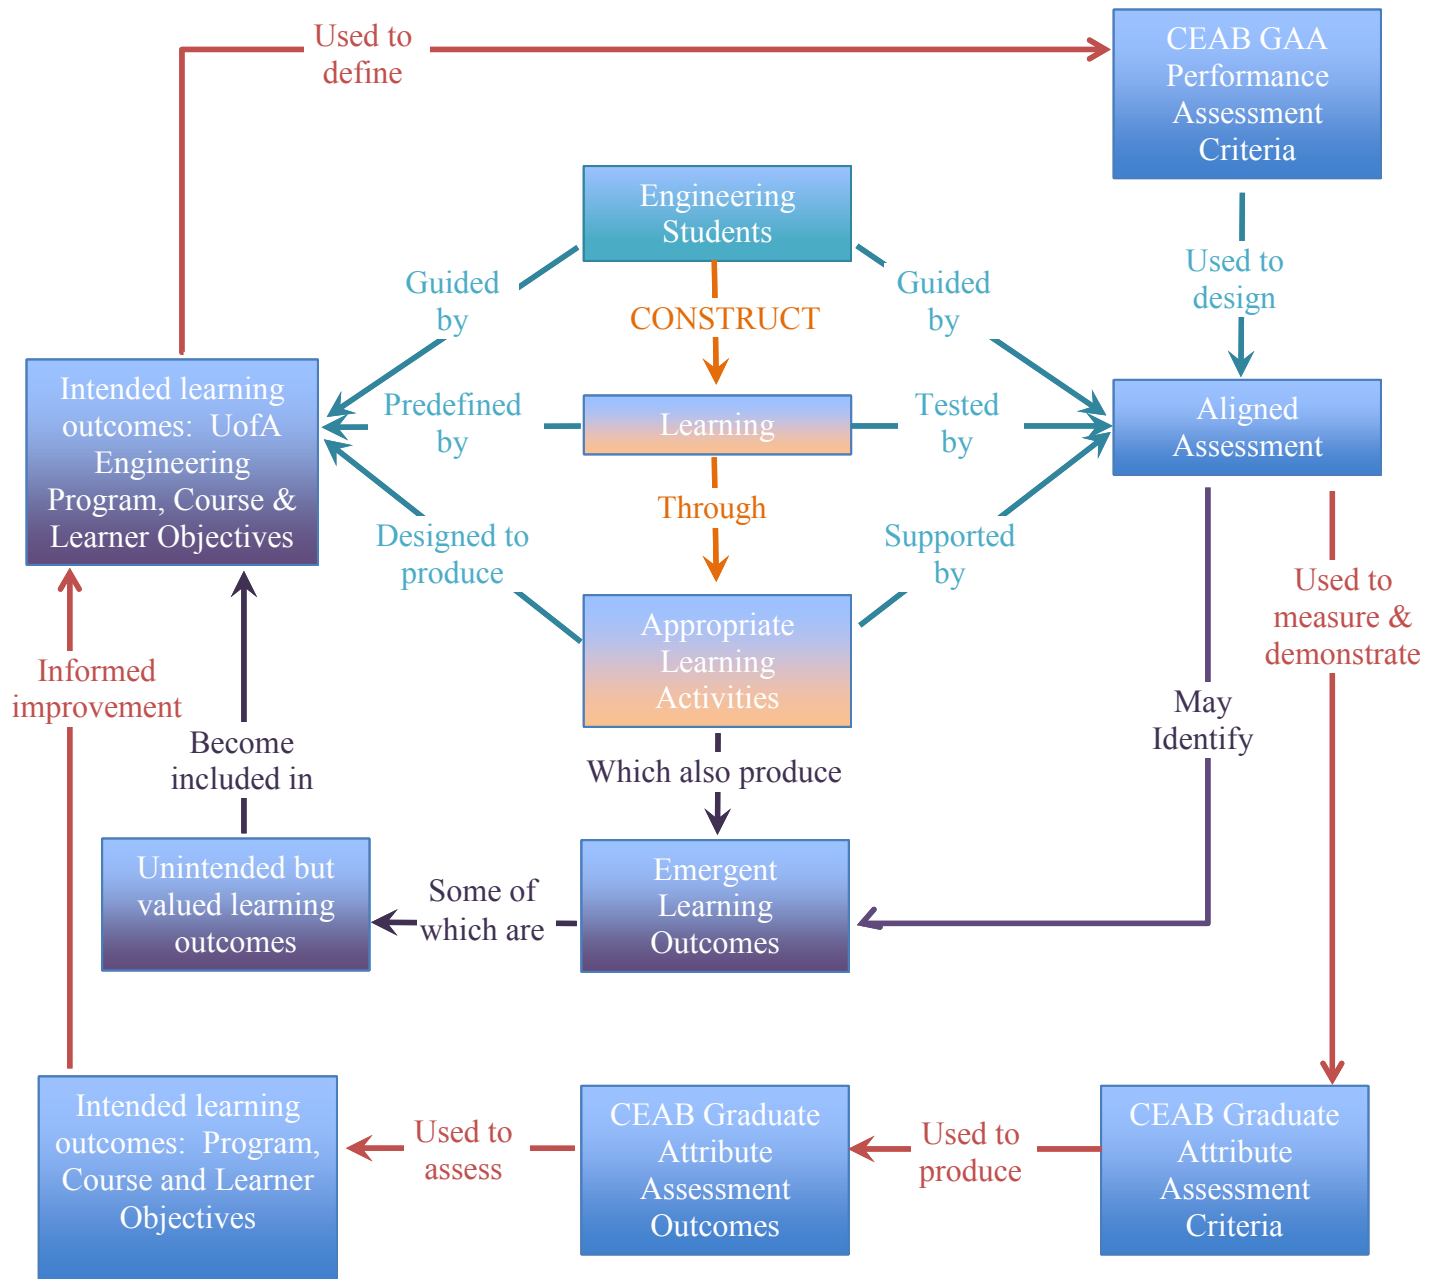 Used to
define
CEAB GAA
Performance
Assessment
Criteria
Engineering
Students
Guided
by
CONSTRUCT
Guided
by
Used to
design
Intended learning
outcomes:  UofA
Engineering
Program, Course &
Learner Objectives
Predefined
by
Learning
Tested
by
Aligned
Assessment
Designed to
produce
Through
Supported
by
Used to
measure &
demonstrate
Appropriate
Learning
Activities
Informed
improvement
May
Identify
Become
included in
Which also produce
Unintended but
valued learning
outcomes
Some of
which are
Emergent
Learning
Outcomes
Intended learning
outcomes:  Program,
Course and Learner
Objectives
Used to
assess
CEAB Graduate
Attribute
Assessment
Outcomes
Used to
produce
CEAB Graduate
Attribute
Assessment
Criteria